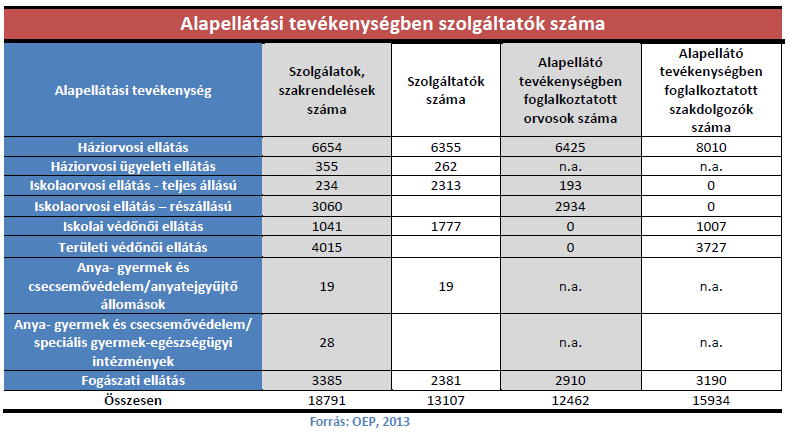 Alapellátási tevékenységben szolgáltatók száma
Alapellátási tevékenység
Szolgálatok,
szakrendelések
száma
Szolgáltatók
száma
Alapellátó
tevékenységben
foglalkoztatott
orvosok száma
Alapellátó
tevékenységben
foglalkoztatott
szakdolgozók
száma
Háziorvosi ellátás 6654 6355 6425 8010
Háziorvosi ügyeleti ellátás 355 262 n.a. n.a.
Iskolaorvosi ellátás - teljes állású 234 2313 193 0
Iskolaorvosi ellátás – részállású 3060 2934 0
Iskolai védőnői ellátás 1041 1777 0 1007
Területi védőnői ellátás 4015 0 3727
Anya- gyermek és
csecsemővédelem/anyatejgyűjtő
állomások
19 19 n.a. n.a.
Anya- gyermek és csecsemővédelem/
speciális gyermek-egészségügyi
intézmények
28 n.a. n.a.
Fogászati ellátás 3385 2381 2910 3190
Összesen 18791 13107 12462 15934
Forrás: OEP, 2013